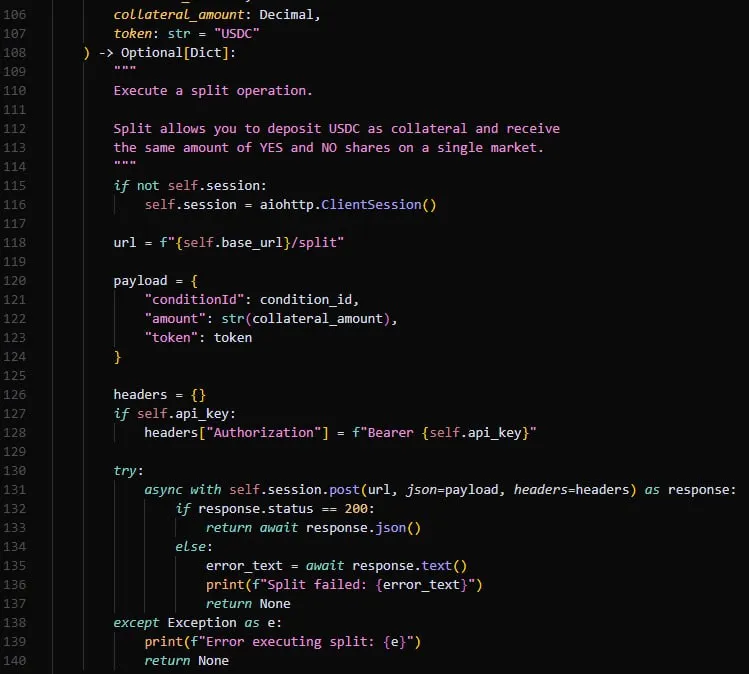 106 collateral_amount: Decimal,
107 token: str = "USDC"
108 ) -> Optional[Dict]:
109 """
110 Execute a split operation.
111
112 Split allows you to deposit USDC as collateral and receive
113 the same amount of YES and NO shares on a single market.
114 """
115 if not self.session:
116 self.session = aiohttp.ClientSession()
117
118 url = f"{self.base_url}/split"
119
120 payload = {
121 "conditionId": condition_id,
122 "amount": str(collateral_amount),
123 "token": token
124 }
125
126 headers = {}
127 if self.api_key:
128 headers["Authorization"] = f"Bearer {self.api_key}"
129
130 try:
131 async with self.session.post(url, json=payload, headers=headers) as response:
132 if response.status == 200:
133 return await response.json()
134 else:
135 error_text = await response.text()
136 print(f"Split failed: {error_text}")
137 return None
138 except Exception as e:
139 print(f"Error executing split: {e}")
140 return None